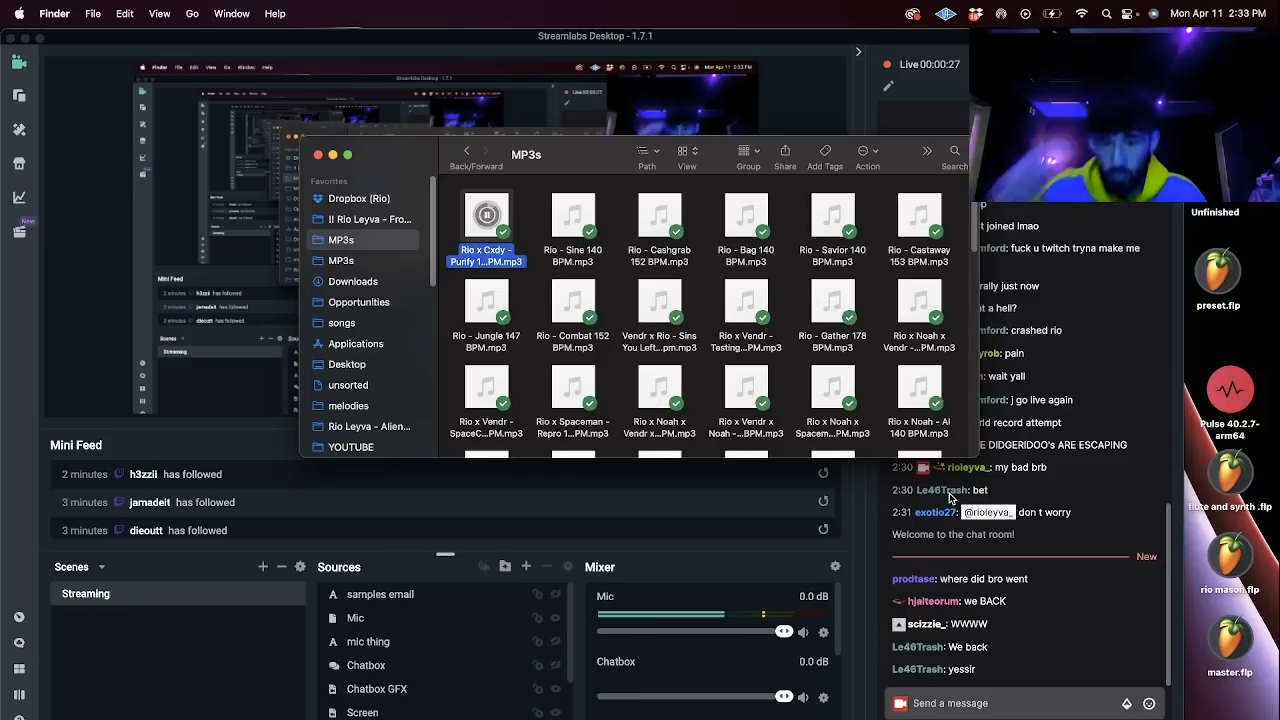 Finder File Edit View Go Window Help
Mon Apr 11 2:33 PM
Streamlabs Desktop - 1.7.1
Live 00:00:27
MP3s
Back/Forward
Path
View
Group
Share
Add Tags
Action
Search
Favorites
Dropbox (Rio)
!! Rio Leyva - Fro...
MP3s
MP3s
Downloads
Opportunities
songs
Applications
Desktop
unsorted
melodies
Rio Leyva - Alien...
YOUTUBE
Rio x Cxdy -
Purify 1...PM.mp3
Rio - Sine 140
BPM.mp3
Rio - Cashgrab
152 BPM.mp3
Rio - Bag 140
BPM.mp3
Rio - Savior 140
BPM.mp3
Rio - Castaway
153 BPM.mp3
Rio - Jungle 147
BPM.mp3
Rio - Combat 152
BPM.mp3
Vendr x Rio - Sins
You Left...pm.mp3
Rio x Vendr -
Testing...PM.mp3
Rio - Gather 178
BPM.mp3
Rio x Noah x
Vendr -...PM.mp3
Rio x Vendr -
SpaceC...PM.mp3
Rio x Spaceman -
Repro 1...PM.mp3
Rio x Noah x
Vendr x...PM.mp3
Rio x Vendr x
Noah -...BPM.mp3
Rio x Noah x
Spacem...PM.mp3
Rio x Noah - AI
140 BPM.mp3
New
Mini Feed
2 minutes h3zzii has followed
3 minutes jamadeit has followed
3 minutes dieoutt has followed
Scenes
Streaming
Sources
samples email
Mic
mic thing
Chatbox
Chatbox GFX
Screen
Mixer
Mic 0.0 dB
Chatbox 0.0 dB
t joined lmao
mford: fuck u twitch tryna make me
rally just now
t a hell?
mford: crashed rio
yrob: pain
wait yall
mford: j go live again
rld record attempt
DIDGERIDOO's ARE ESCAPING
2:30 rioleyva_: my bad brb
2:30 Le46Trash: bet
2:31 exotio27: @rioleyva_ don t worry
Welcome to the chat room!
New
prodtase: where did bro went
hjalteorum: we BACK
scizzie_: WWWW
Le46Trash: We back
Le46Trash: yessir
Send a message
Unfinished
preset.flp
Pulse 40.2.7-
arm64
flute and synth .flp
rio mason.flp
master.flp